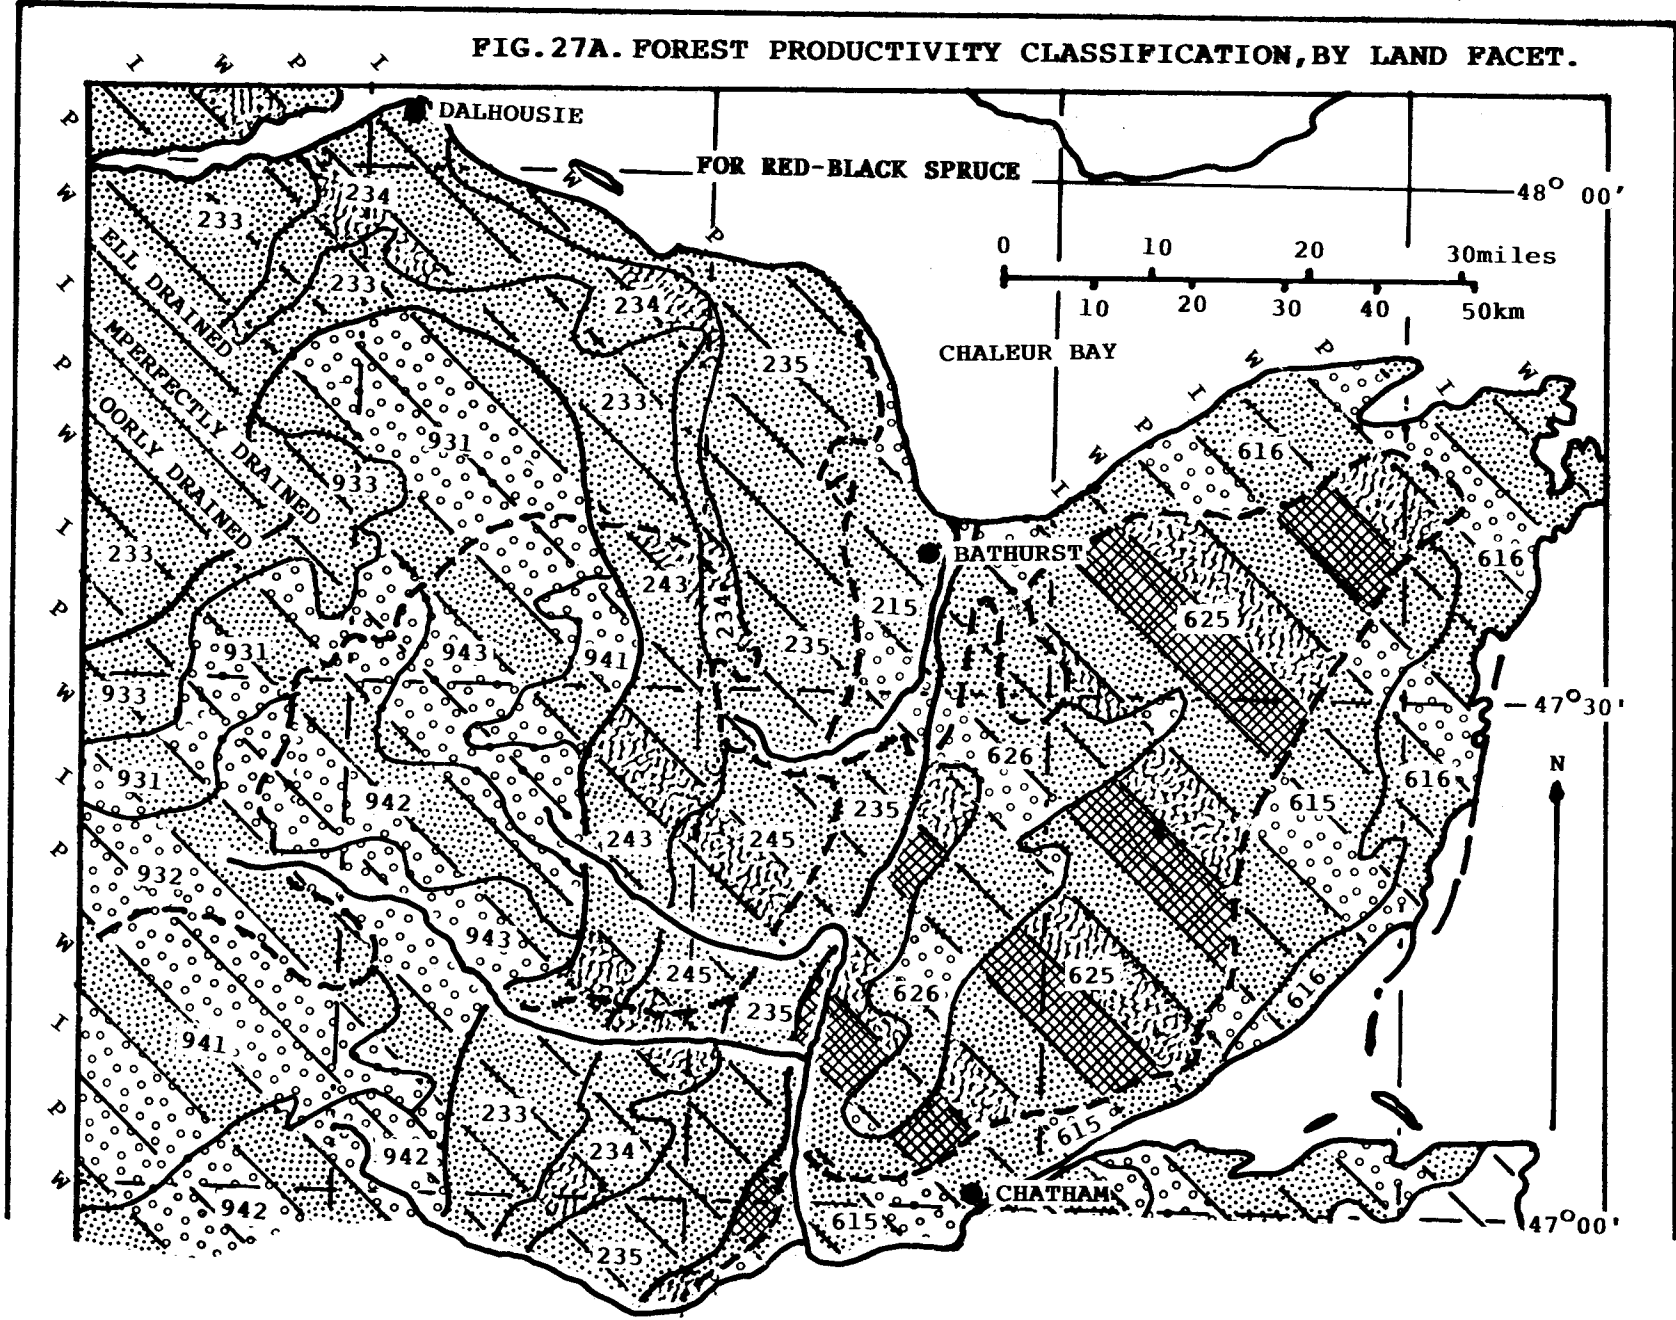 FIG.27A. FOREST PRODUCTIVITY CLASSIFICATION, BY LAND FACET.
I W P I
DALHOUSIE
FOR RED-BLACK SPRUCE
48° 00'
P
W
W
234
233
P
0 10 20 30miles
10 20 30 40 50km
ELL DRAINED
I
233
234
MPERFECTLY DRAINED
CHALEUR BAY
P
235
I W P I W
OORLY DRAINED
233
W
931
933
W P I
616
I
233
BATHURST
616
243
P
234
215
625
931
943
941
235
W
933
47° 30'
626
I
931
942
616
N
615
243
245
235
P
932
W
943
245
235
626
625
616
I
941
P
233
234
615
W
942
942
CHATHAM
615
47° 00'
235